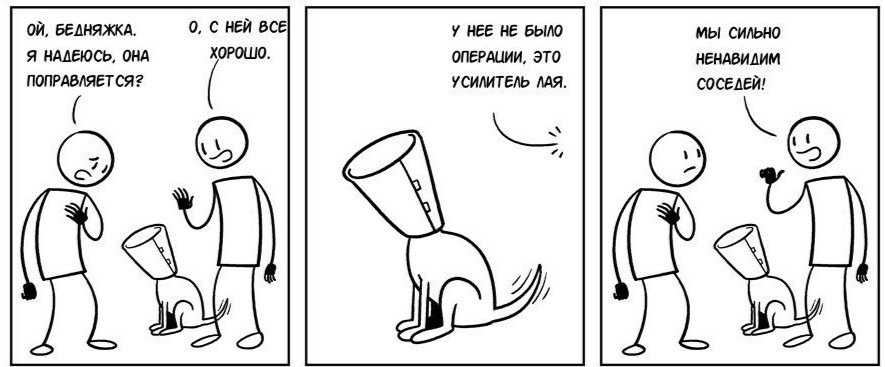 ОЙ, БЕДНЯЖКА.
Я НАДЕЮСЬ, ОНА
ПОПРАВЛЯЕТСЯ?
О, С НЕЙ ВСЕ
ХОРОШО.
У НЕЕ НЕ БЫЛО
ОПЕРАЦИИ, ЭТО
УСИЛИТЕЛЬ ЛАЯ.
МЫ СИЛЬНО
НЕНАВИДИМ
СОСЕДЕЙ!